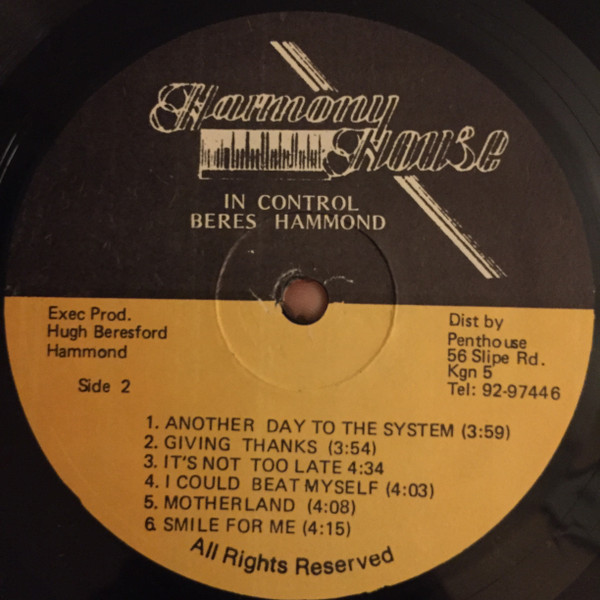 Harmony
House
IN CONTROL
BERES HAMMOND
Exec Prod.
Hugh Beresford
Hammond
Side 2
Dist by
Penthouse
56 Slipe Rd.
Kgn 5
Tel: 92-97446
1. ANOTHER DAY TO THE SYSTEM (3:59)
2. GIVING THANKS (3:54)
3. IT'S NOT TOO LATE 4:34
4. I COULD BEAT MYSELF (4:03)
5. MOTHERLAND (4:08)
6. SMILE FOR ME (4:15)
All Rights Reserved